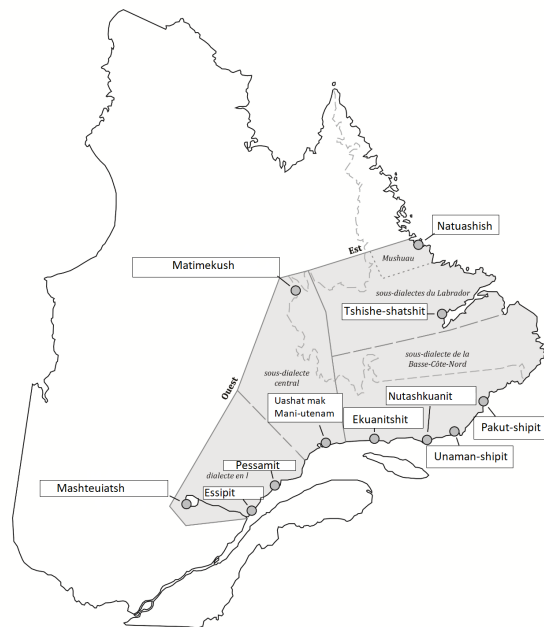 Natuashish
Est
Mushuau
Matimekush
sous-dialectes du Labrador
Tshishe-shatshit
sous-dialecte de la
Basse-Côte-Nord
sous-dialecte
central
Ouest
Nutashkuanit
Uashat mak
Mani-utenam
Ekuanitshit
Pakut-shipit
Unaman-shipit
Pessamit
dialecte en l
Mashteuiatsh
Essipit